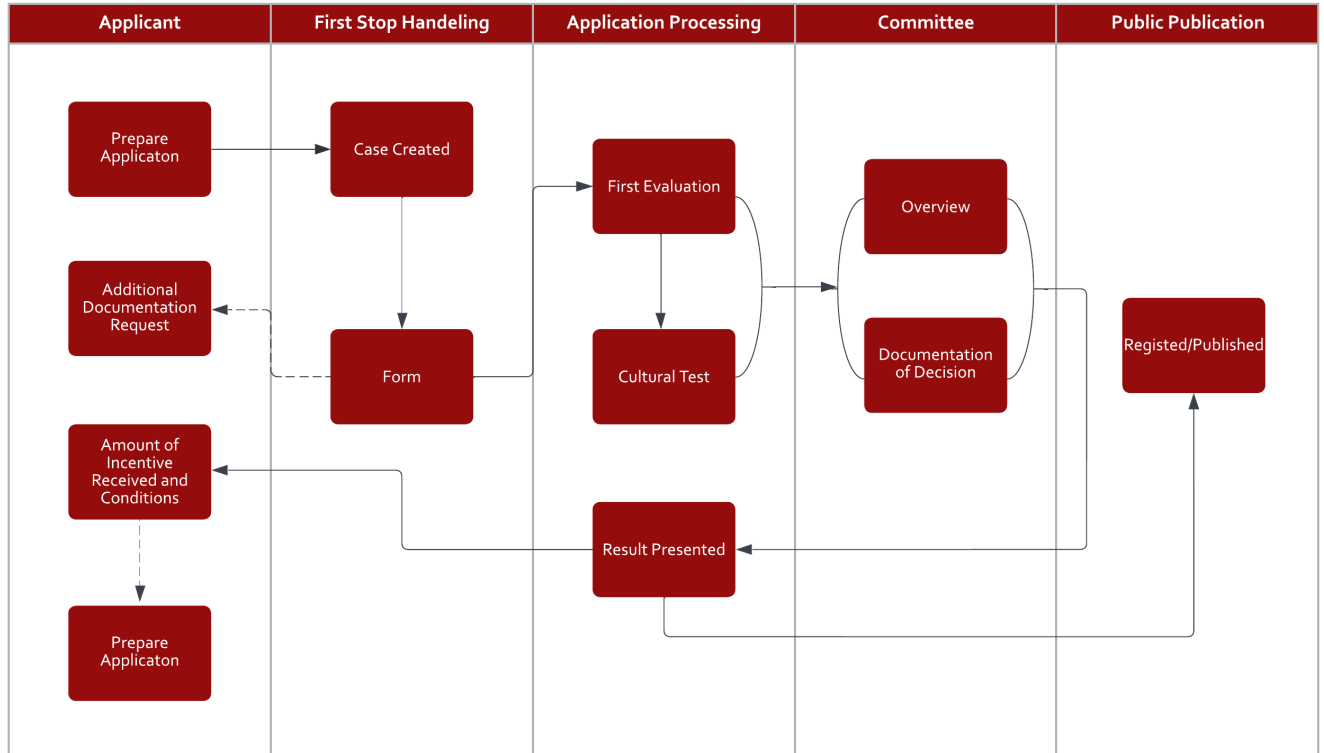 Applicant
First Stop Handeling
Application Processing
Committee
Public Publication
Prepare
Applicaton
Case Created
First Evaluation
Overview
Additional
Documentation
Request
Form
Cultural Test
Documentation
of Decision
Registed/Published
Amount of
Incentive
Received and
Conditions
Result Presented
Prepare
Applicaton